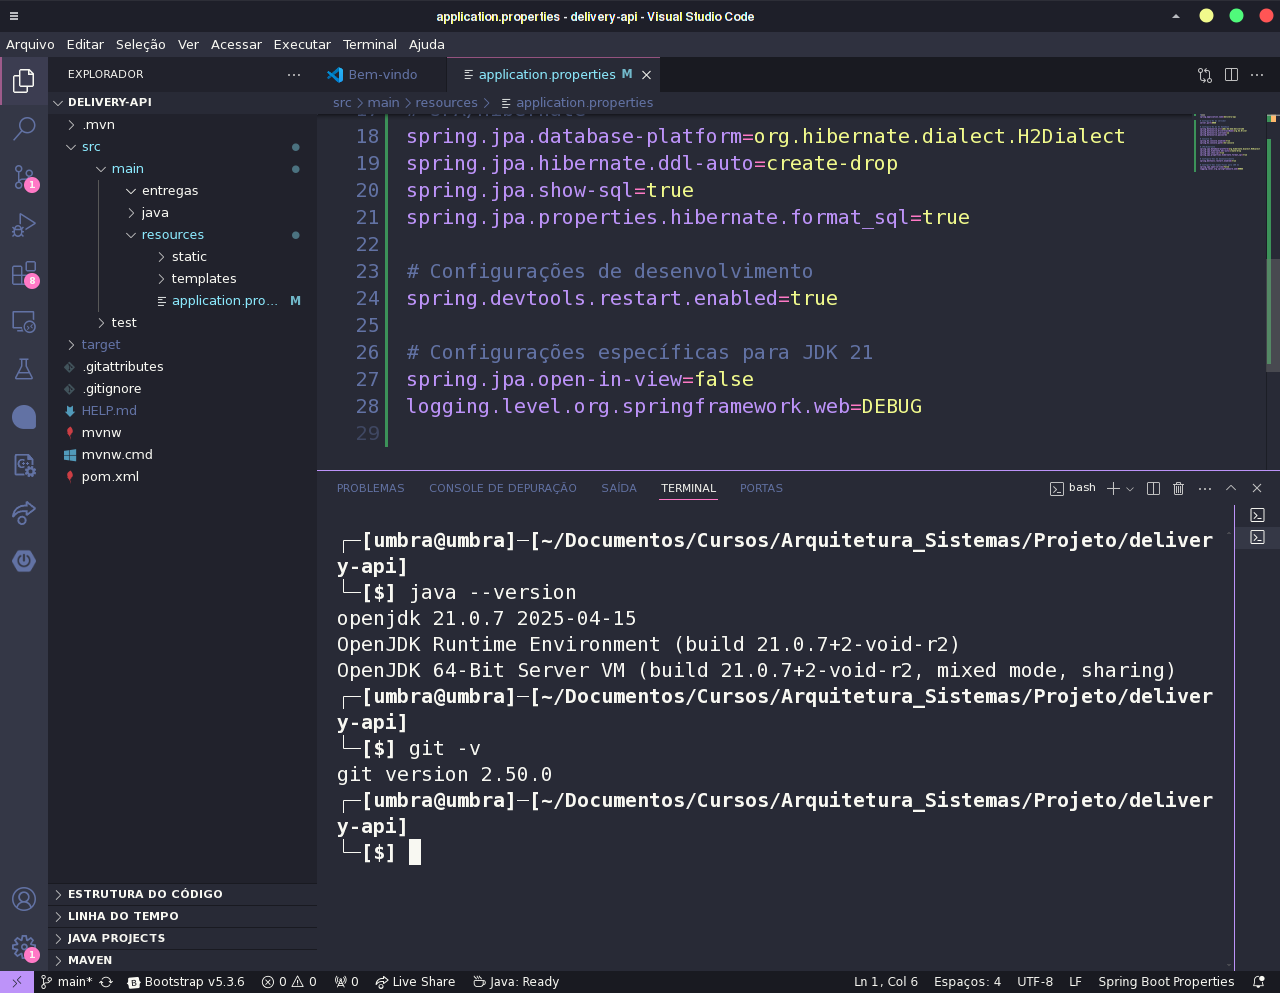 application.properties - delivery-api - Visual Studio Code
Arquivo Editar Seleção Ver Acessar Executar Terminal Ajuda
EXPLORADOR
DELIVERY-API
.mvn
src
main
entregas
java
resources
static
templates
application.pro... M
test
target
.gitattributes
.gitignore
HELP.md
mvnw
mvnw.cmd
pom.xml
ESTRUTURA DO CÓDIGO
LINHA DO TEMPO
JAVA PROJECTS
MAVEN
1
8
1
Bem-vindo
application.properties M
src > main > resources > application.properties
18 spring.jpa.database-platform=org.hibernate.dialect.H2Dialect
19 spring.jpa.hibernate.ddl-auto=create-drop
20 spring.jpa.show-sql=true
21 spring.jpa.properties.hibernate.format_sql=true
22
23 # Configurações de desenvolvimento
24 spring.devtools.restart.enabled=true
25
26 # Configurações específicas para JDK 21
27 spring.jpa.open-in-view=false
28 logging.level.org.springframework.web=DEBUG
29
PROBLEMAS CONSOLE DE DEPURAÇÃO SAÍDA TERMINAL PORTAS
bash
┌─[umbra@umbra]─[~/Documentos/Cursos/Arquitetura_Sistemas/Projeto/deliver
y-api]
└─[$] java --version
openjdk 21.0.7 2025-04-15
OpenJDK Runtime Environment (build 21.0.7+2-void-r2)
OpenJDK 64-Bit Server VM (build 21.0.7+2-void-r2, mixed mode, sharing)
┌─[umbra@umbra]─[~/Documentos/Cursos/Arquitetura_Sistemas/Projeto/deliver
y-api]
└─[$] git -v
git version 2.50.0
┌─[umbra@umbra]─[~/Documentos/Cursos/Arquitetura_Sistemas/Projeto/deliver
y-api]
└─[$]
main* Bootstrap v5.3.6 0 0 0 Live Share Java: Ready Ln 1, Col 6 Espaços: 4 UTF-8 LF Spring Boot Properties